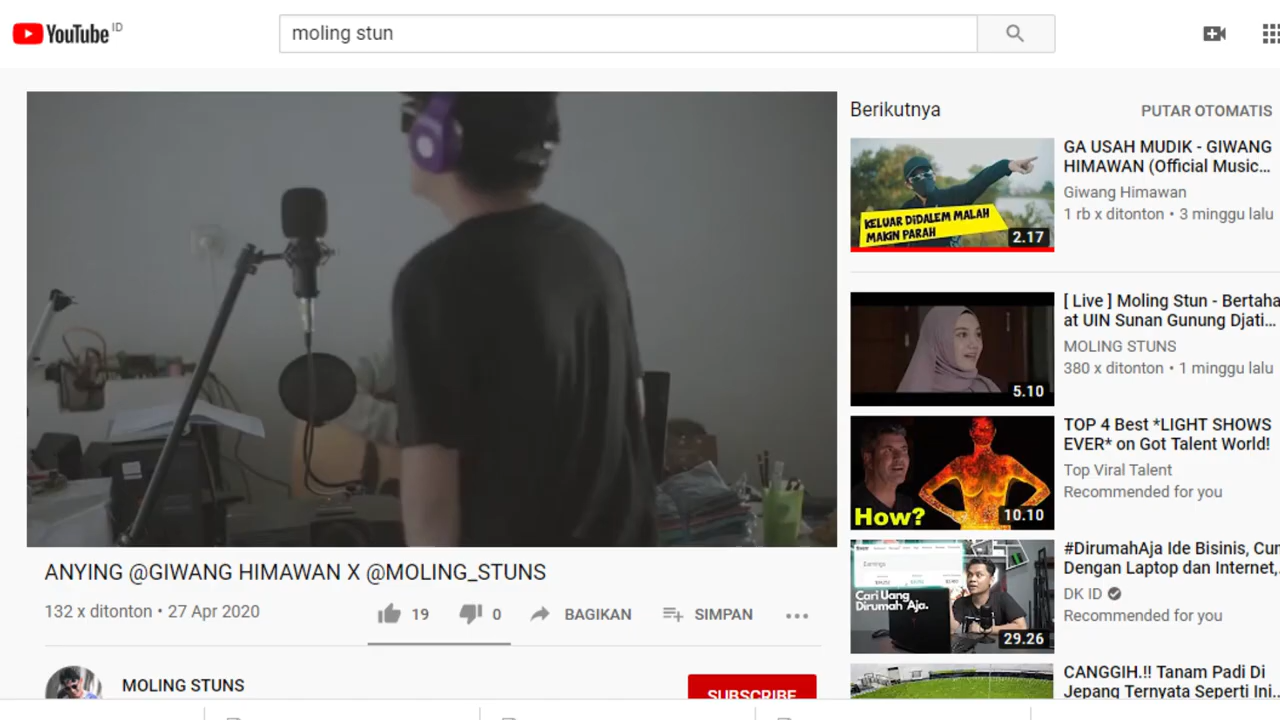 YouTube ID
moling stun
Berikutnya
PUTAR OTOMATIS
GA USAH MUDIK - GIWANG
HIMAWAN (Official Music...
Giwang Himawan
1 rb x ditonton • 3 minggu lalu
KELUAR DIDALEM MALAH
MAKIN PARAH
2.17
[ Live ] Moling Stun - Bertaha
at UIN Sunan Gunung Djati...
MOLING STUNS
380 x ditonton • 1 minggu lalu
5.10
TOP 4 Best *LIGHT SHOWS
EVER* on Got Talent World!
Top Viral Talent
Recommended for you
How?
10.10
#DirumahAja Ide Bisinis, Cur
Dengan Laptop dan Internet,
DK ID
Recommended for you
Earnings
Cari Uang
Dirumah Aja.
29.26
CANGGIH.!! Tanam Padi Di
Jepang Ternyata Seperti Ini...
ANYING @GIWANG HIMAWAN X @MOLING_STUNS
132 x ditonton • 27 Apr 2020
19
0
BAGIKAN
SIMPAN
MOLING STUNS
SUBSCRIBE